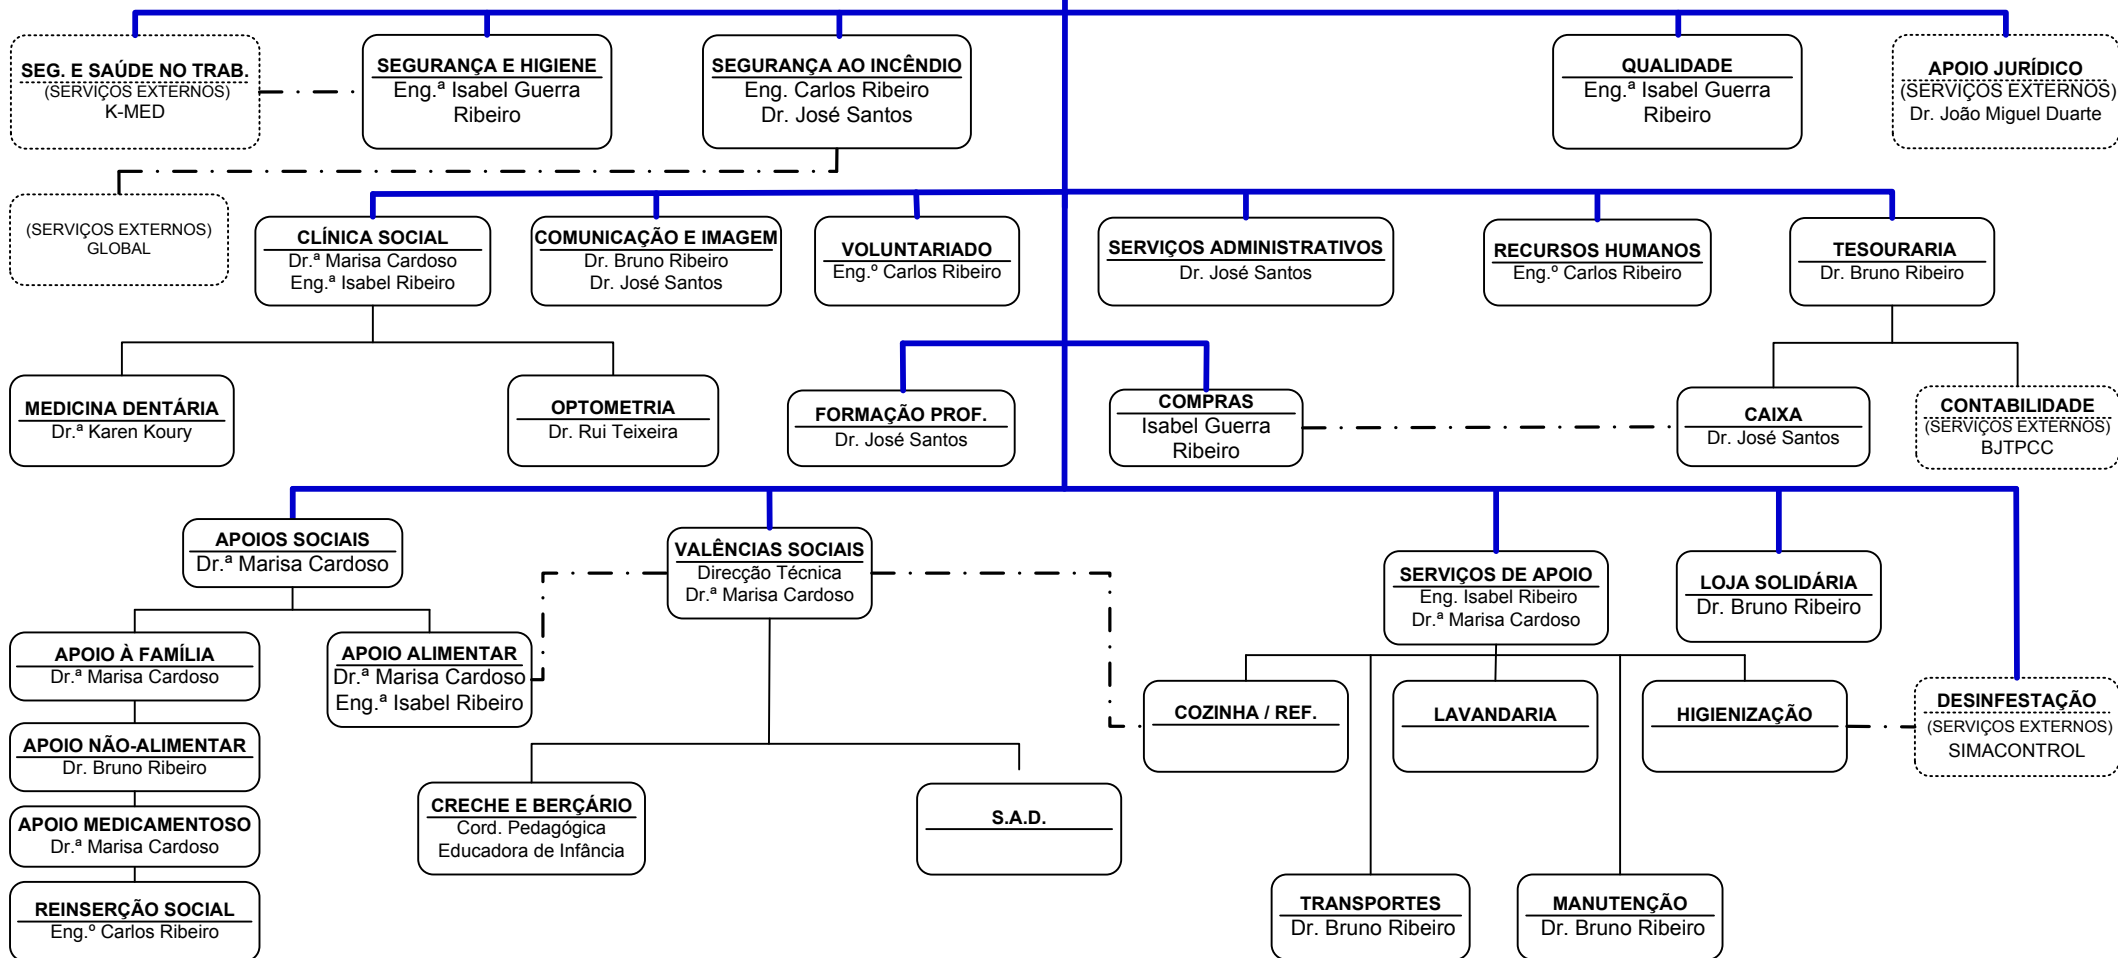 SEG. E SAÚDE NO TRAB.
(SERVIÇOS EXTERNOS)
K-MED
SEGURANÇA E HIGIENE
Eng.ª Isabel Guerra
Ribeiro
SEGURANÇA AO INCÊNDIO
Eng. Carlos Ribeiro
Dr. José Santos
QUALIDADE
Eng.ª Isabel Guerra
Ribeiro
APOIO JURÍDICO
(SERVIÇOS EXTERNOS)
Dr. João Miguel Duarte
(SERVIÇOS EXTERNOS)
GLOBAL
CLÍNICA SOCIAL
Dr.ª Marisa Cardoso
Eng.ª Isabel Ribeiro
COMUNICAÇÃO E IMAGEM
Dr. Bruno Ribeiro
Dr. José Santos
VOLUNTARIADO
Eng.º Carlos Ribeiro
SERVIÇOS ADMINISTRATIVOS
Dr. José Santos
RECURSOS HUMANOS
Eng.º Carlos Ribeiro
TESOURARIA
Dr. Bruno Ribeiro
MEDICINA DENTÁRIA
Dr.ª Karen Koury
OPTOMETRIA
Dr. Rui Teixeira
FORMAÇÃO PROF.
Dr. José Santos
COMPRAS
Isabel Guerra
Ribeiro
CAIXA
Dr. José Santos
CONTABILIDADE
(SERVIÇOS EXTERNOS)
BJTPCC
APOIOS SOCIAIS
Dr.ª Marisa Cardoso
VALÊNCIAS SOCIAIS
Direcção Técnica
Dr.ª Marisa Cardoso
SERVIÇOS DE APOIO
Eng. Isabel Ribeiro
Dr.ª Marisa Cardoso
LOJA SOLIDÁRIA
Dr. Bruno Ribeiro
APOIO À FAMÍLIA
Dr.ª Marisa Cardoso
APOIO ALIMENTAR
Dr.ª Marisa Cardoso
Eng.ª Isabel Ribeiro
COZINHA / REF.
LAVANDARIA
HIGIENIZAÇÃO
DESINFESTAÇÃO
(SERVIÇOS EXTERNOS)
SIMACONTROL
APOIO NÃO-ALIMENTAR
Dr. Bruno Ribeiro
CRECHE E BERÇÁRIO
Cord. Pedagógica
Educadora de Infância
S.A.D.
APOIO MEDICAMENTOSO
Dr.ª Marisa Cardoso
REINSERÇÃO SOCIAL
Eng.º Carlos Ribeiro
TRANSPORTES
Dr. Bruno Ribeiro
MANUTENÇÃO
Dr. Bruno Ribeiro